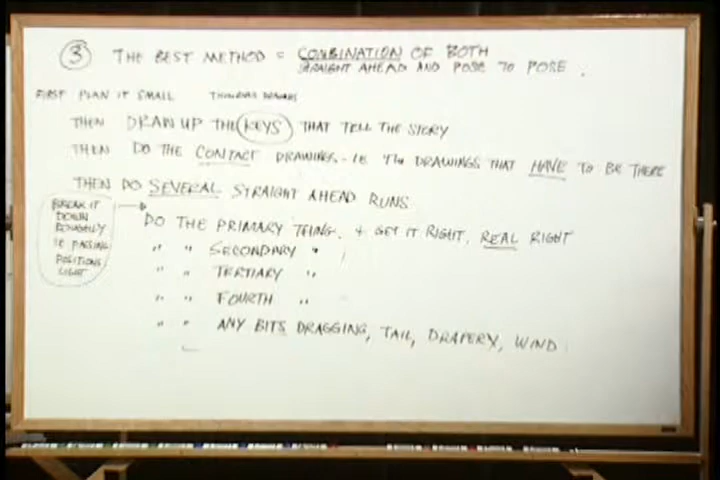 ③ THE BEST METHOD = COMBINATION OF BOTH
STRAIGHT AHEAD AND POSE TO POSE.
FIRST PLAN IT SMALL THUMBNAIL DRAWINGS
THEN DRAW UP THE KEYS THAT TELL THE STORY
THEN DO THE CONTACT DRAWINGS - IE THE DRAWINGS THAT HAVE TO BE THERE
THEN DO SEVERAL STRAIGHT AHEAD RUNS
BREAK IT
DOWN
ROUGHLY
IE PASSING
POSITIONS
LIGHT
DO THE PRIMARY THING. & GET IT RIGHT, REAL RIGHT
" " SECONDARY "
" " TERTIARY "
" " FOURTH "
" " ANY BITS DRAGGING, TAIL, DRAPERY, WIND